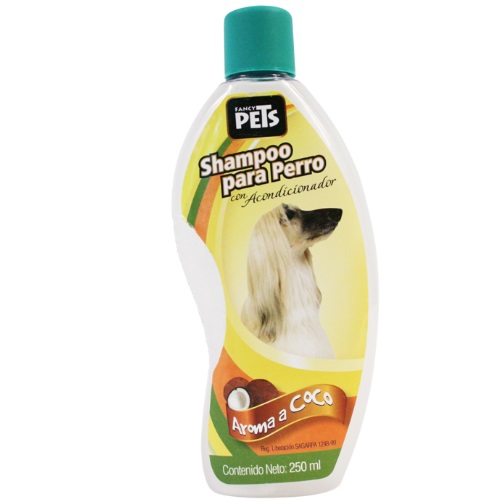 FANCY
PETS
Shampoo
para Perro
con Acondicionador
Aroma a Coco
Contenido Neto: 250 ml